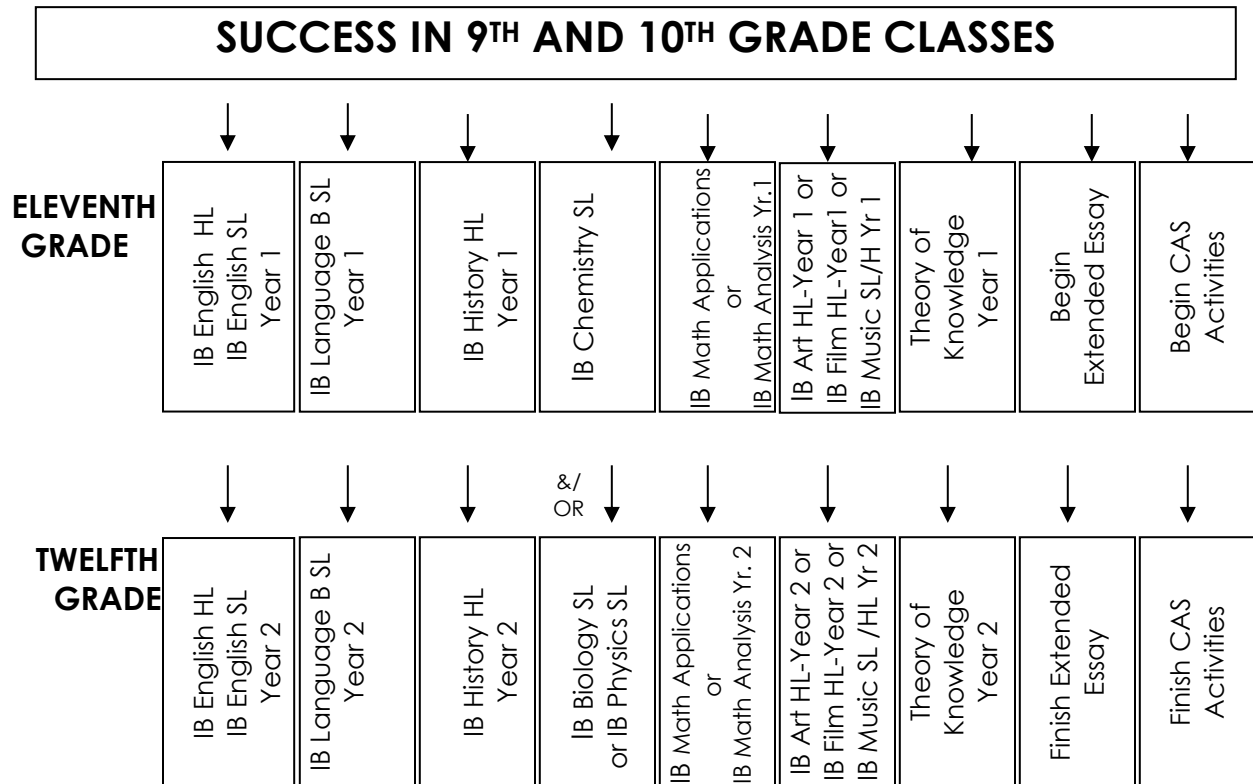 SUCCESS IN 9TH AND 10TH GRADE CLASSES
ELEVENTH
GRADE
IB English HL
IB English SL
Year 1
IB Language B SL
Year 1
IB History HL
Year 1
IB Chemistry SL
IB Math Applications
or
IB Math Analysis Yr.1
IB Art HL-Year 1 or
IB Film HL-Year1 or
IB Music SL/H Yr 1
Theory of
Knowledge
Year 1
Begin
Extended Essay
Begin CAS
Activities
&/
OR
TWELFTH
GRADE
IB English HL
IB English SL
Year 2
IB Language B SL
Year 2
IB History HL
Year 2
IB Biology SL
or IB Physics SL
IB Math Applications
or
IB Math Analysis Yr. 2
IB Art HL-Year 2 or
IB Film HL-Year 2 or
IB Music SL /HL Yr 2
Theory of
Knowledge
Year 2
Finish Extended
Essay
Finish CAS
Activities